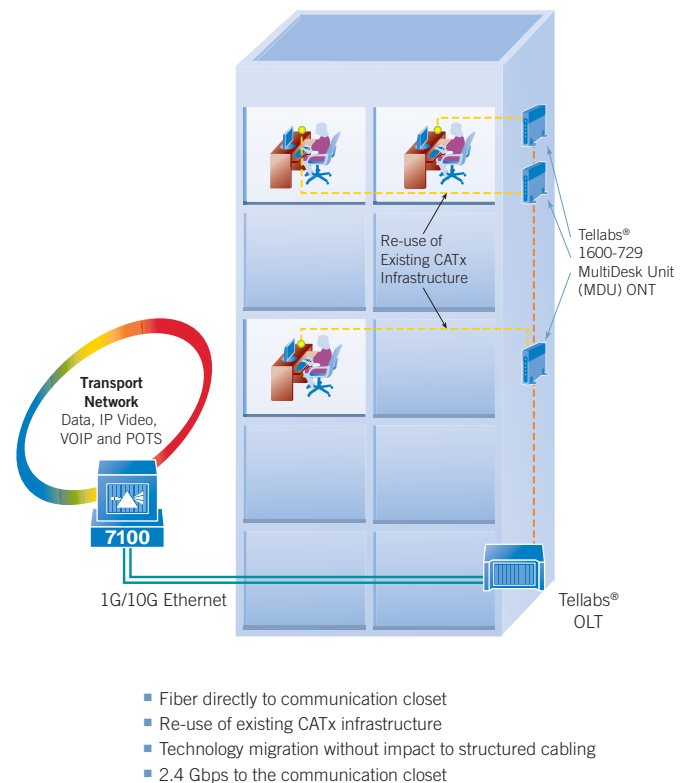 Re-use of
Existing CATx
Infrastructure
Tellabs®
1600-729
MultiDesk Unit
(MDU) ONT
Transport
Network
Data, IP Video,
VOIP and POTS
7100
1G/10G Ethernet
Tellabs®
OLT
■ Fiber directly to communication closet
■ Re-use of existing CATx infrastructure
■ Technology migration without impact to structured cabling
■ 2.4 Gbps to the communication closet